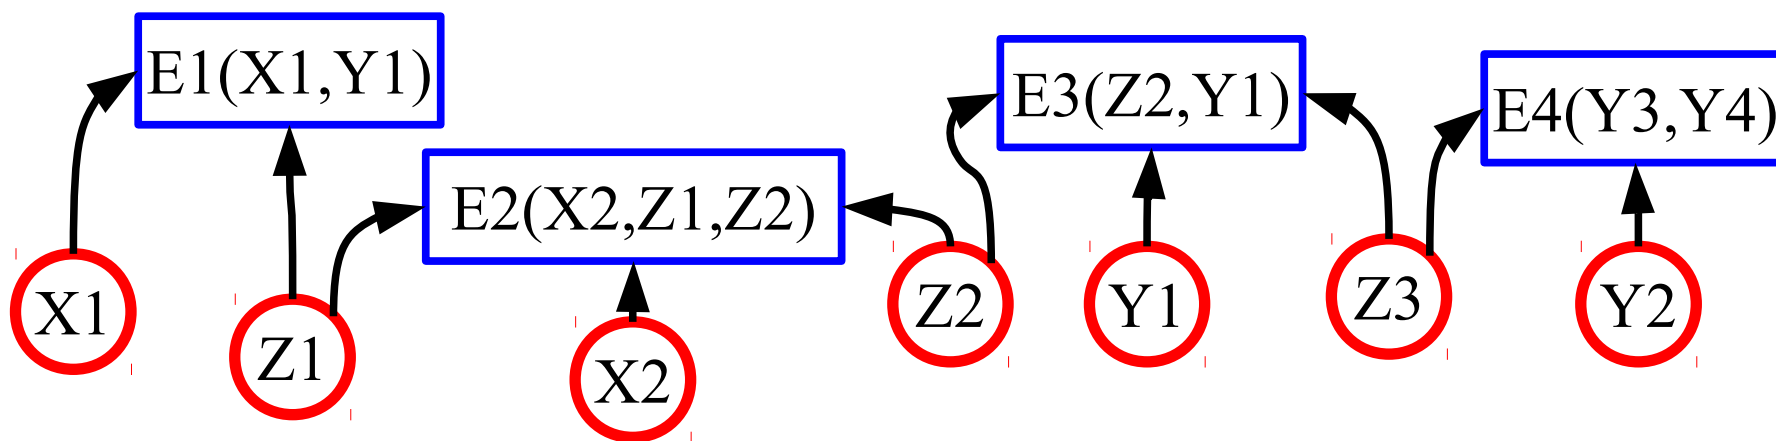 E1(X1,Y1)
E2(X2,Z1,Z2)
E3(Z2,Y1)
E4(Y3,Y4)
X1
Z1
X2
Z2
Y1
Z3
Y2